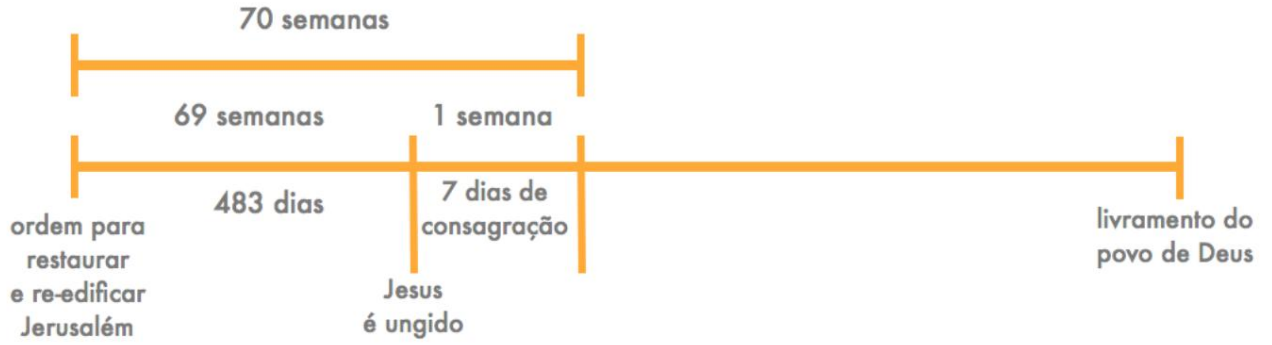 70 semanas
69 semanas
1 semana
483 dias
7 dias de
consagração
ordem para
restaurar
e re-edificar
Jerusalém
Jesus
é ungido
livramento do
povo de Deus